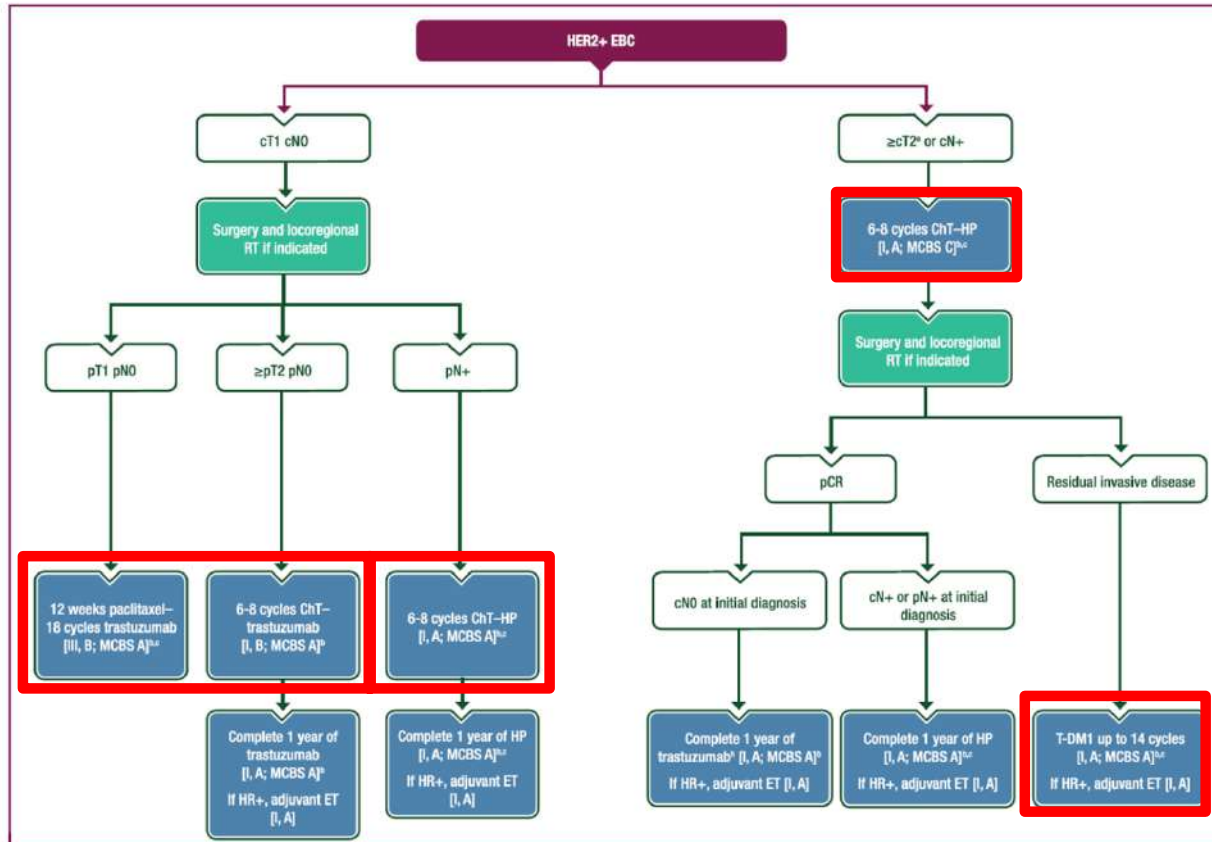 HER2+ EBC
cT1 cN0
≥cT2ᵉ or cN+
Surgery and locoregional
RT if indicated
6-8 cycles ChT–HP
[I, A; MCBS C]ᵇ,ᶜ
Surgery and locoregional
RT if indicated
pT1 pN0
≥pT2 pN0
pN+
pCR
Residual invasive disease
12 weeks paclitaxel–
18 cycles trastuzumab
[III, B; MCBS A]ᵇ,ᶜ
6-8 cycles ChT–
trastuzumab
[I, B; MCBS A]ᵇ
6-8 cycles ChT–HP
[I, A; MCBS A]ᵇ,ᶜ
cN0 at initial diagnosis
cN+ or pN+ at initial
diagnosis
Complete 1 year of
trastuzumab
[I, A; MCBS A]ᵇ
If HR+, adjuvant ET
[I, A]
Complete 1 year of HP
[I, A; MCBS A]ᵇ,ᶜ
If HR+, adjuvant ET
[I, A]
Complete 1 year of
trastuzumab [I, A; MCBS A]ᵇ
If HR+, adjuvant ET [I, A]
Complete 1 year of HP
[I, A; MCBS A]ᵇ,ᶜ
If HR+, adjuvant ET [I, A]
T-DM1 up to 14 cycles
[I, A; MCBS A]ᵇ,ᶜ
If HR+, adjuvant ET [I, A]